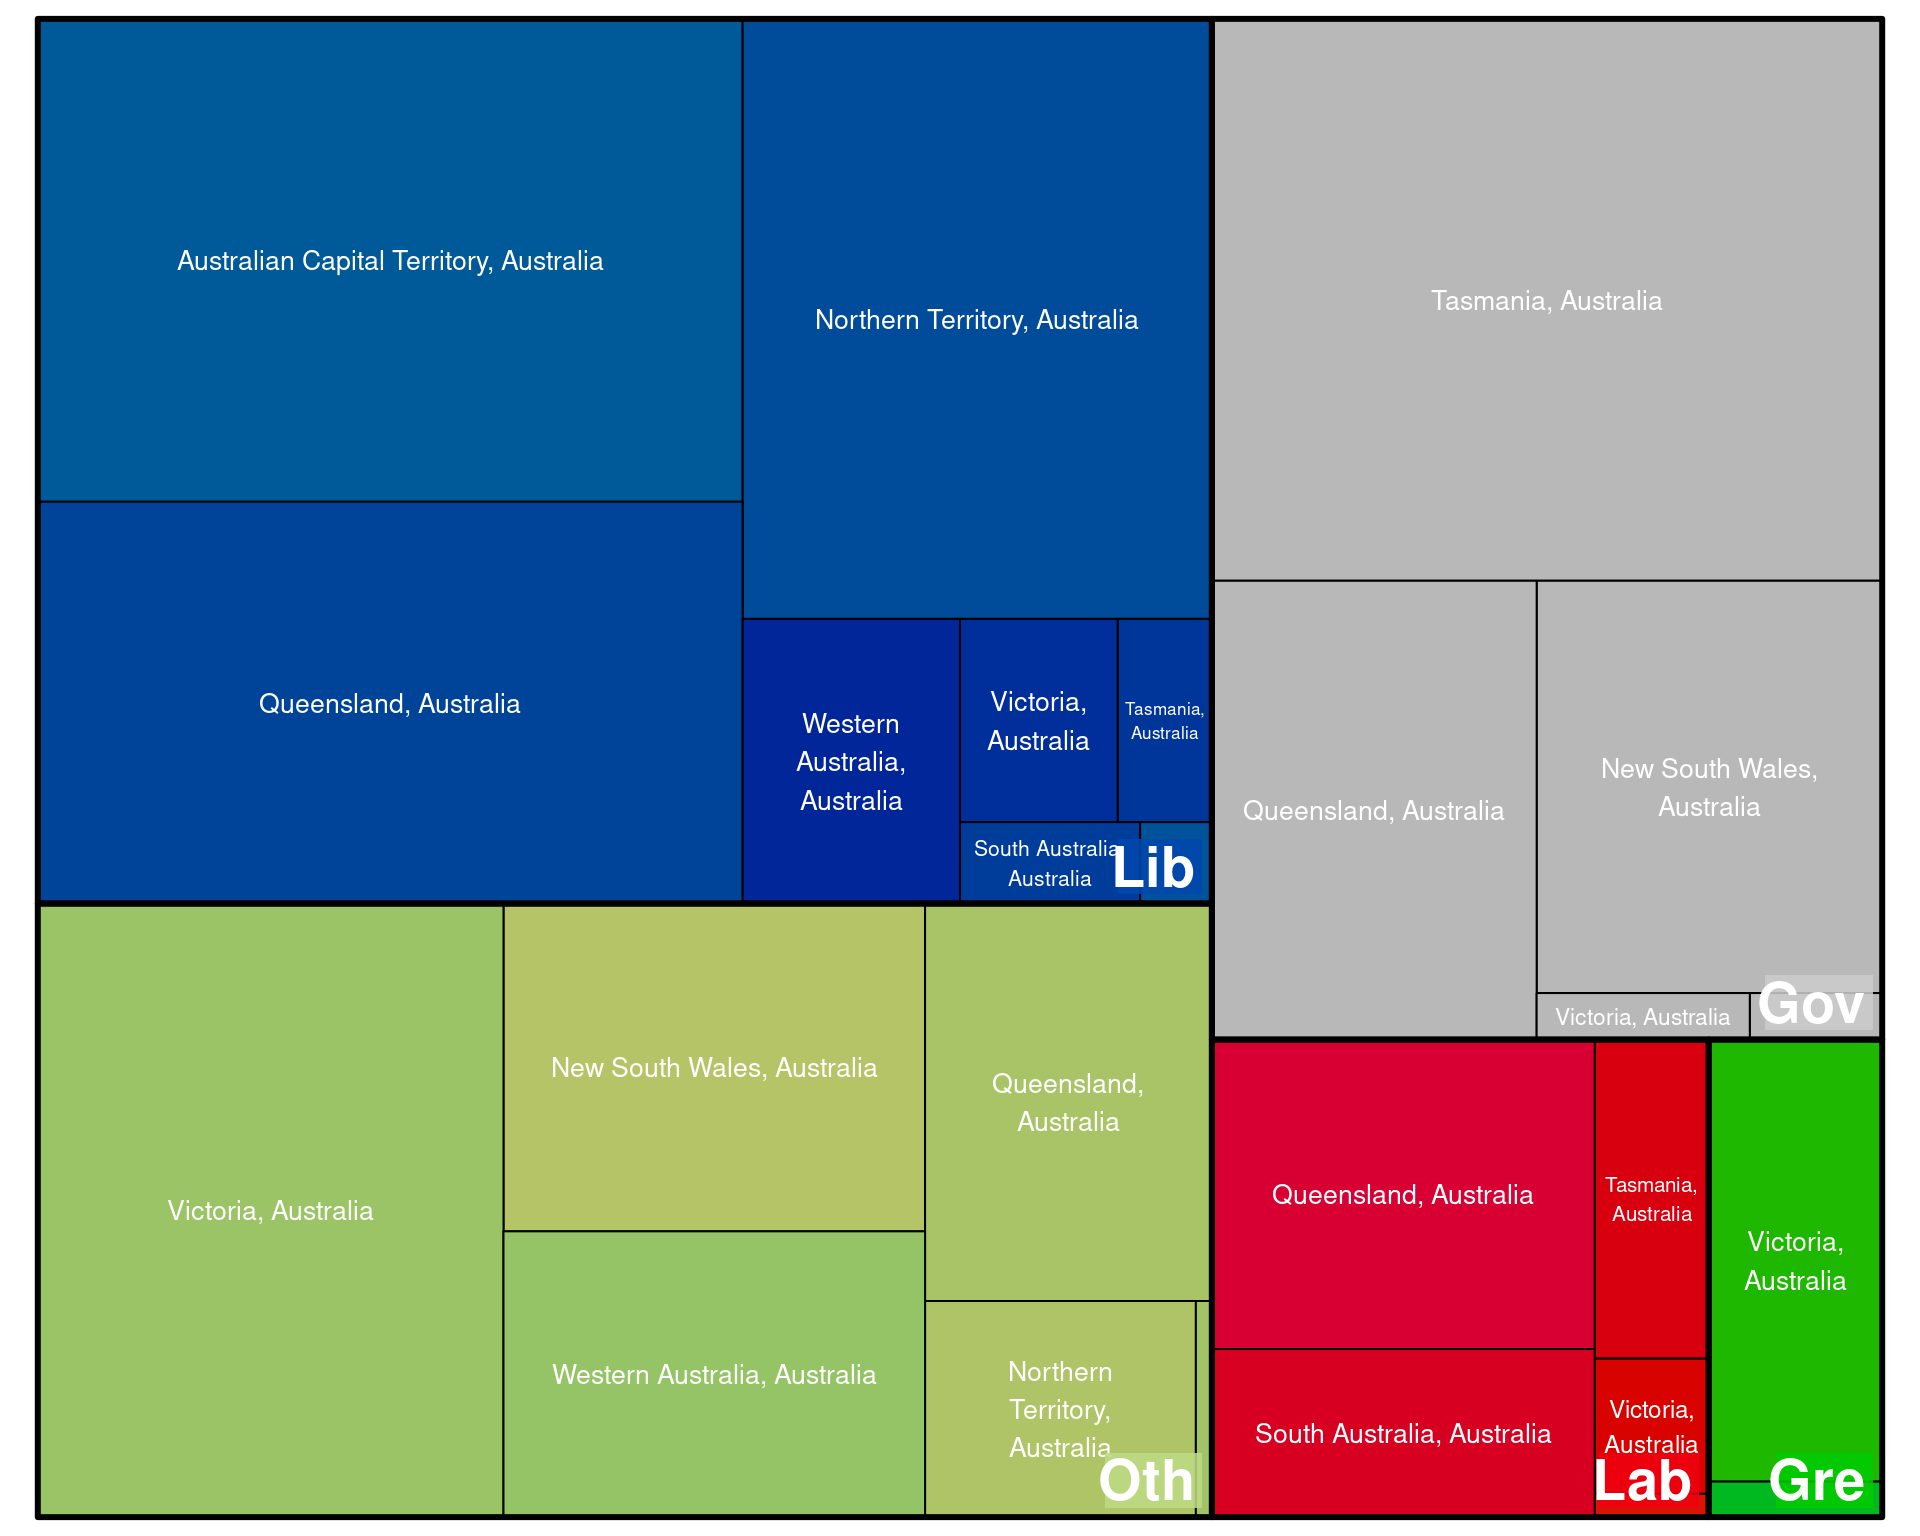 Australian Capital Territory, Australia
Northern Territory, Australia
Queensland, Australia
Western
Australia,
Australia
Victoria,
Australia
Tasmania,
Australia
South Australia
Australia
Lib
Tasmania, Australia
Queensland, Australia
New South Wales,
Australia
Victoria, Australia
Gov
Victoria, Australia
New South Wales, Australia
Western Australia, Australia
Queensland,
Australia
Northern
Territory,
Australia
Oth
Queensland, Australia
South Australia, Australia
Tasmania,
Australia
Victoria,
Australia
Lab
Victoria,
Australia
Gre